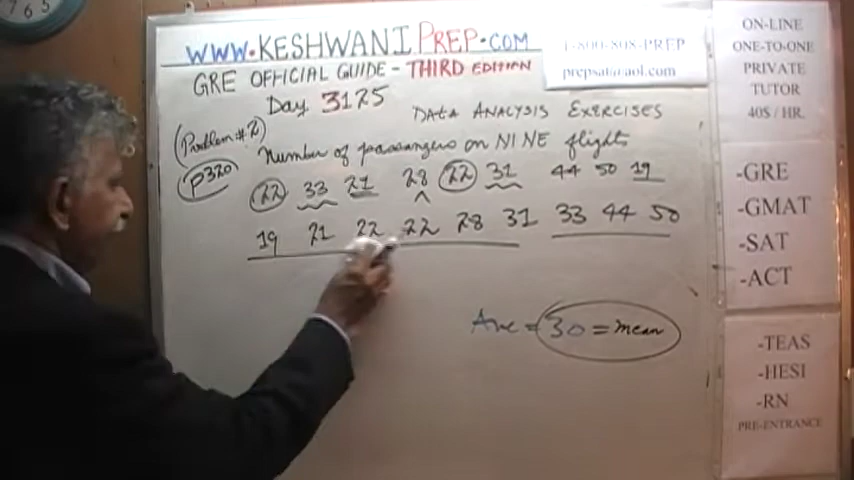 WWW.KESHWANIPREP.COM
1-800-808-PREP
prepsat@aol.com
GRE OFFICIAL GUIDE - THIRD EDITION
Day 3125
DATA ANALYSIS EXERCISES
(Problem #2)
Number of passengers on NINE flights
P320
22 33 21 28 22 31 44 50 19
19 21 22 22 28 31 33 44 50
Ave = 30 = mean
ON-LINE
ONE-TO-ONE
PRIVATE
TUTOR
40$ / HR.
-GRE
-GMAT
-SAT
-ACT
-TEAS
-HESI
-RN
PRE-ENTRANCE
7 6 5